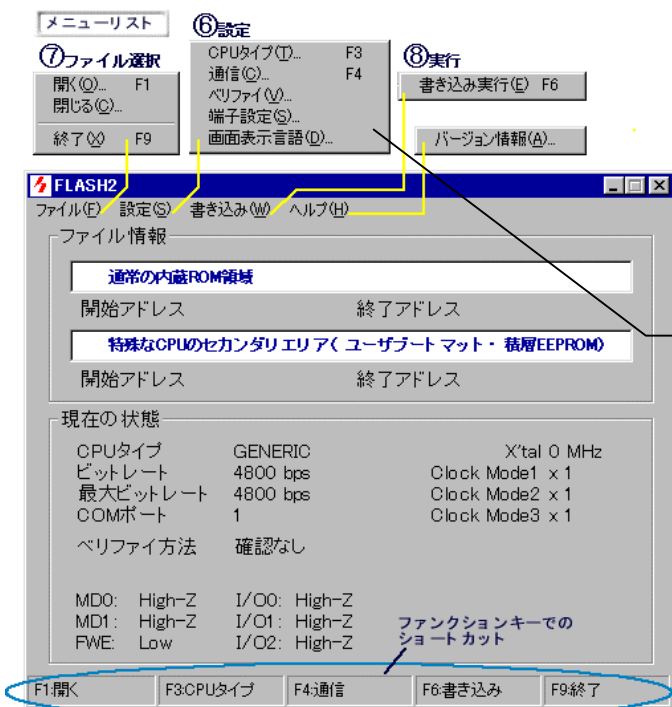 メニューリスト
⑦ファイル選択
開く(O)... F1
閉じる(C)...
終了(X) F9
⑥設定
CPUタイプ(T)... F3
通信(C)... F4
ベリファイ(V)...
端子設定(S)...
画面表示言語(D)...
⑧実行
書き込み実行(E) F6
バージョン情報(A)...
FLASH2
ファイル(F) 設定(S) 書き込み(W) ヘルプ(H)
ファイル情報
通常の内蔵ROM領域
開始アドレス 終了アドレス
特殊なCPUのセカンダリエリア(ユーザブートマット・積層EEPROM)
開始アドレス 終了アドレス
現在の状態
CPUタイプ GENERIC X'tal 0 MHz
ビットレート 4800 bps Clock Mode1 x 1
最大ビットレート 4800 bps Clock Mode2 x 1
COMポート 1 Clock Mode3 x 1
ベリファイ方法 確認なし
MD0: High-Z I/O0: High-Z
MD1: High-Z I/O1: High-Z
FWE: Low I/O2: High-Z
ファンクションキーでの
ショートカット
F1:開く F3:CPUタイプ F4:通信 F6:書き込み F9:終了